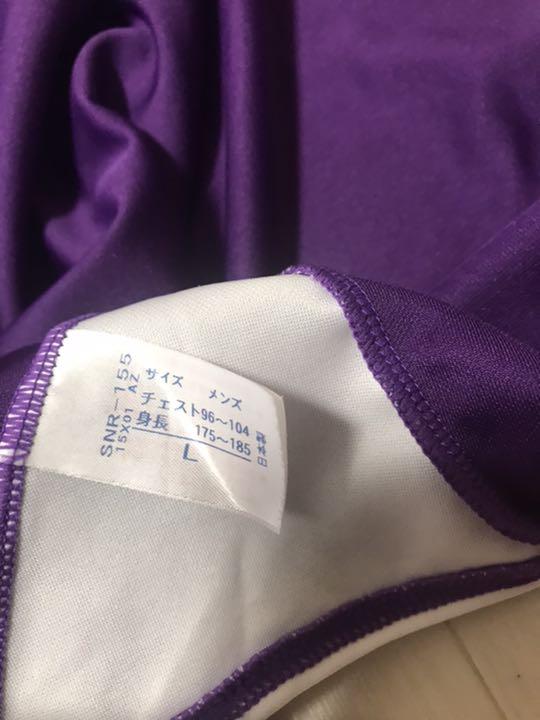 サイズ メンズ
チェスト96～104
身長 175～185
L
SNR－155
AZ
15X01
日本製